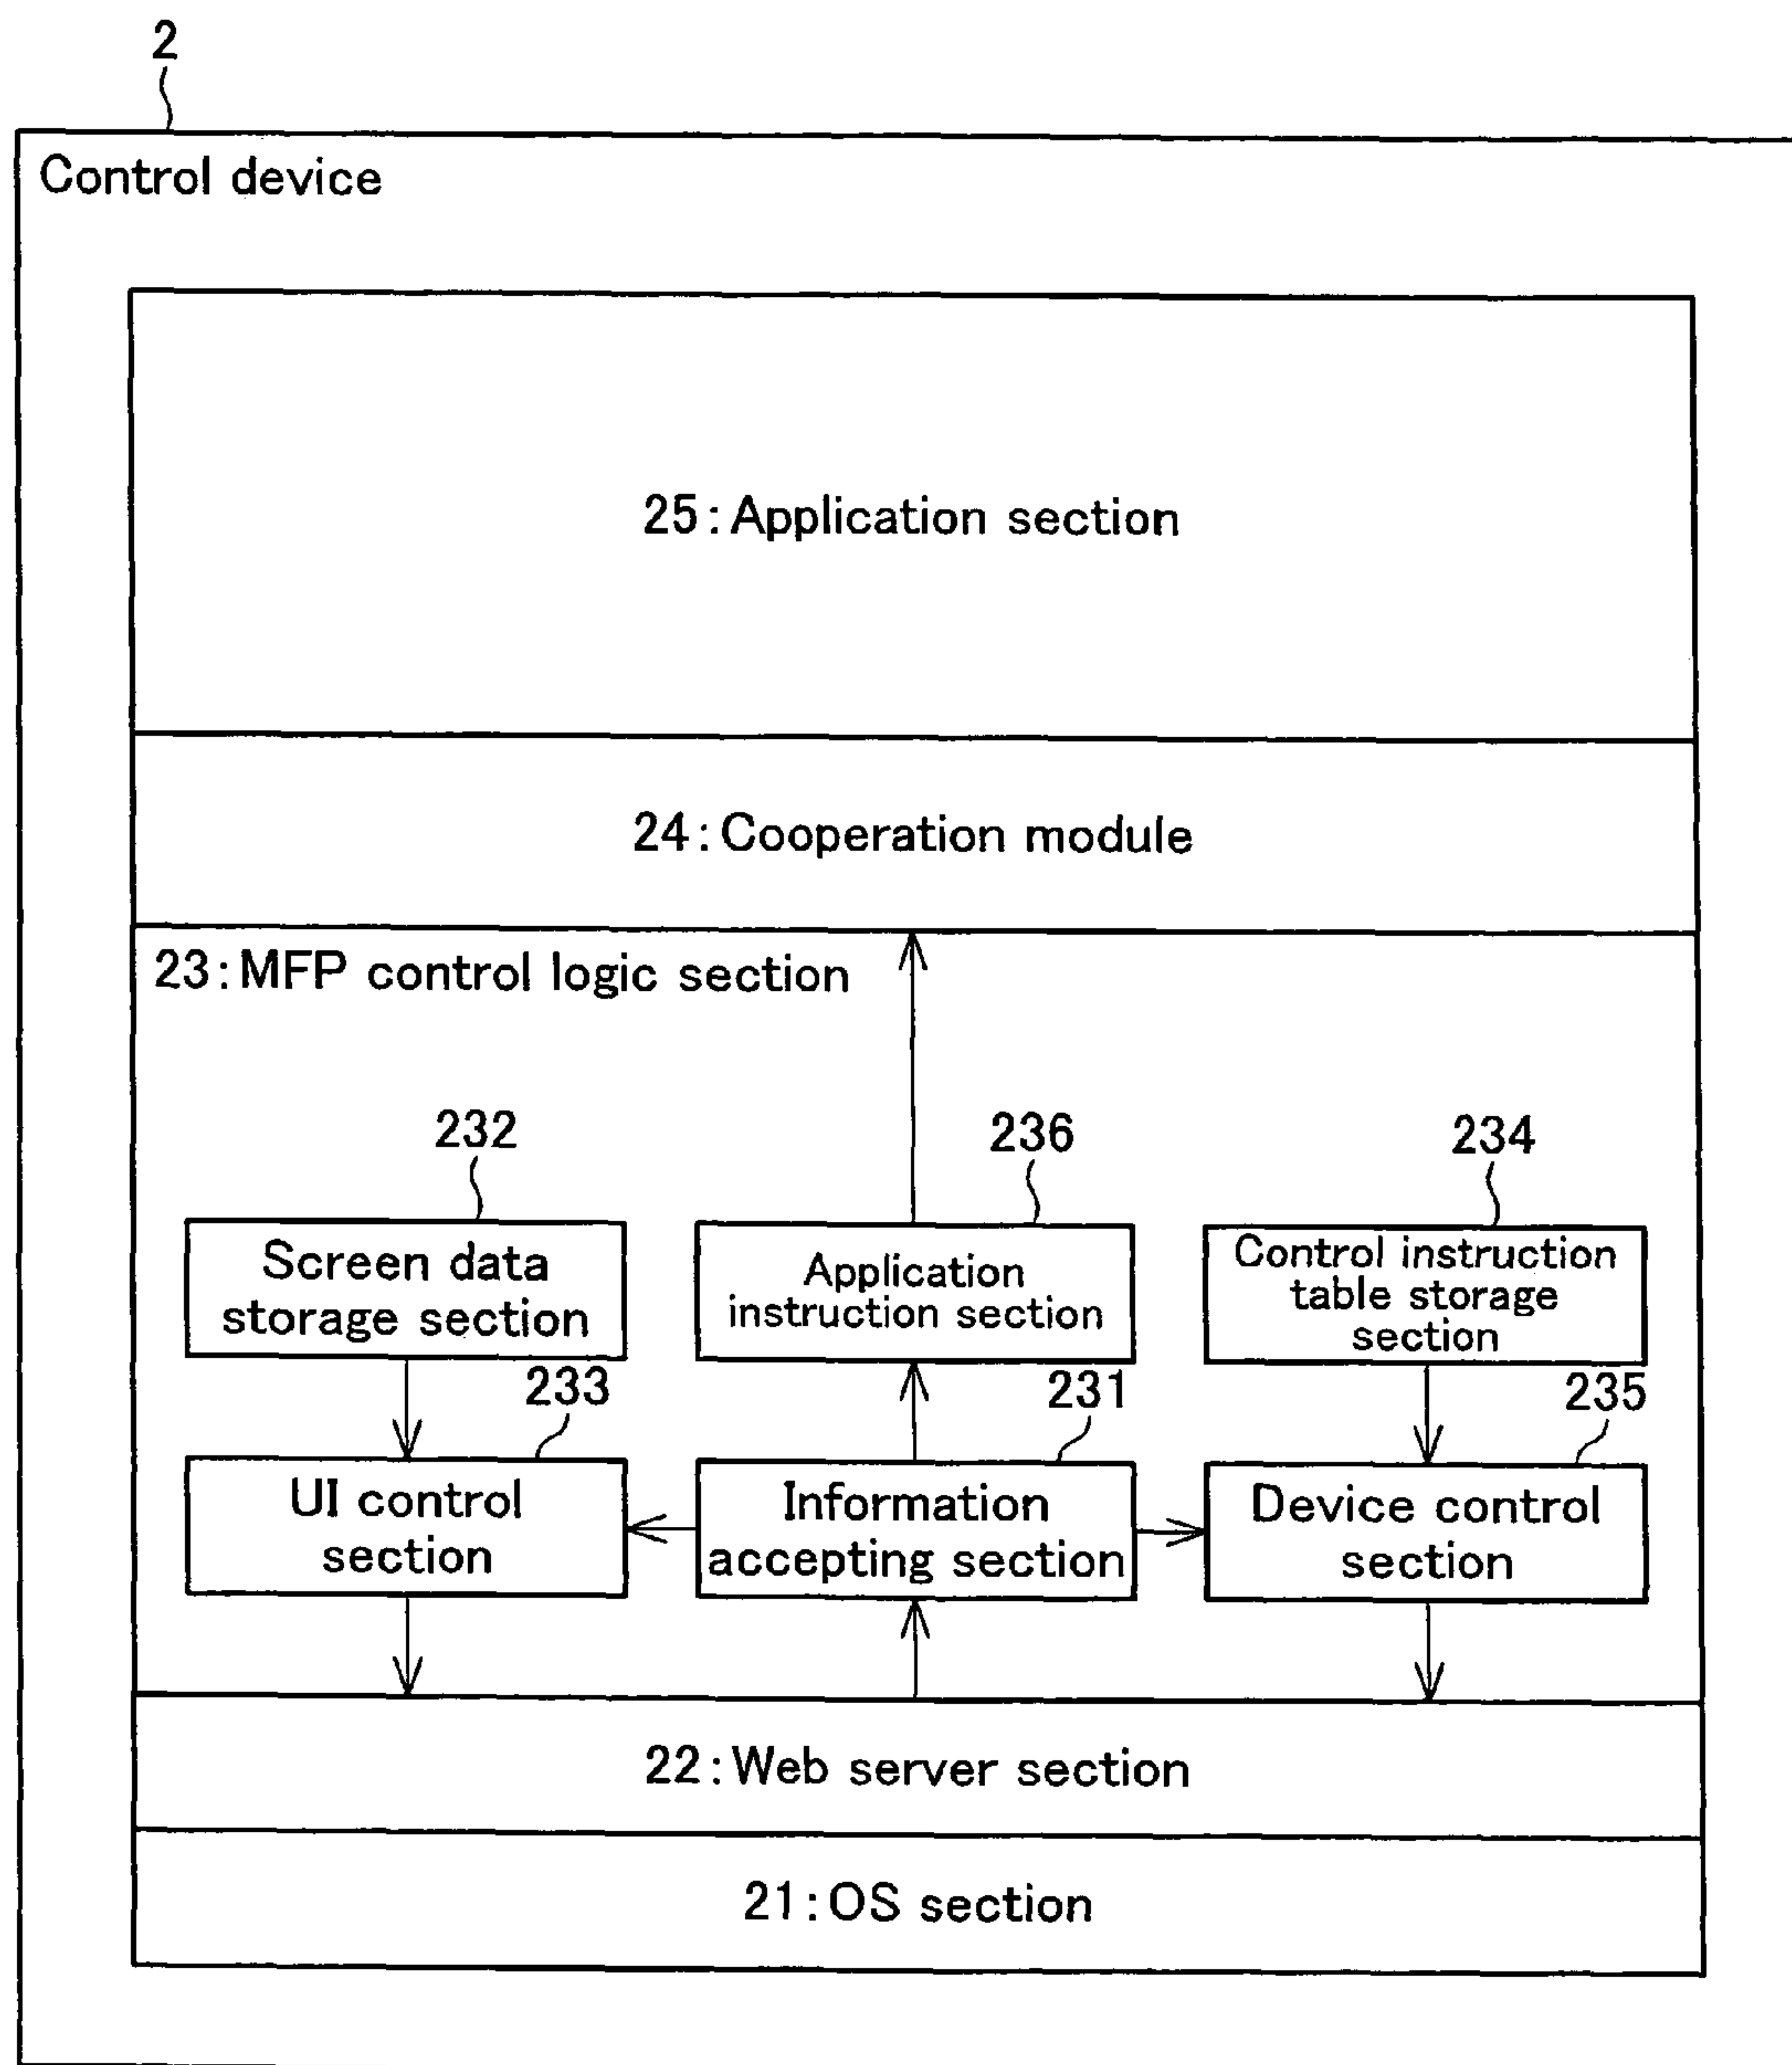 2
Control device
25:Application section
24:Cooperation module
23:MFP control logic section
232
236
234
Screen data
storage section
Application
instruction section
Control instruction
table storage
section
233
231
235
UI control
section
Information
accepting section
Device control
section
22:Web server section
21:OS section